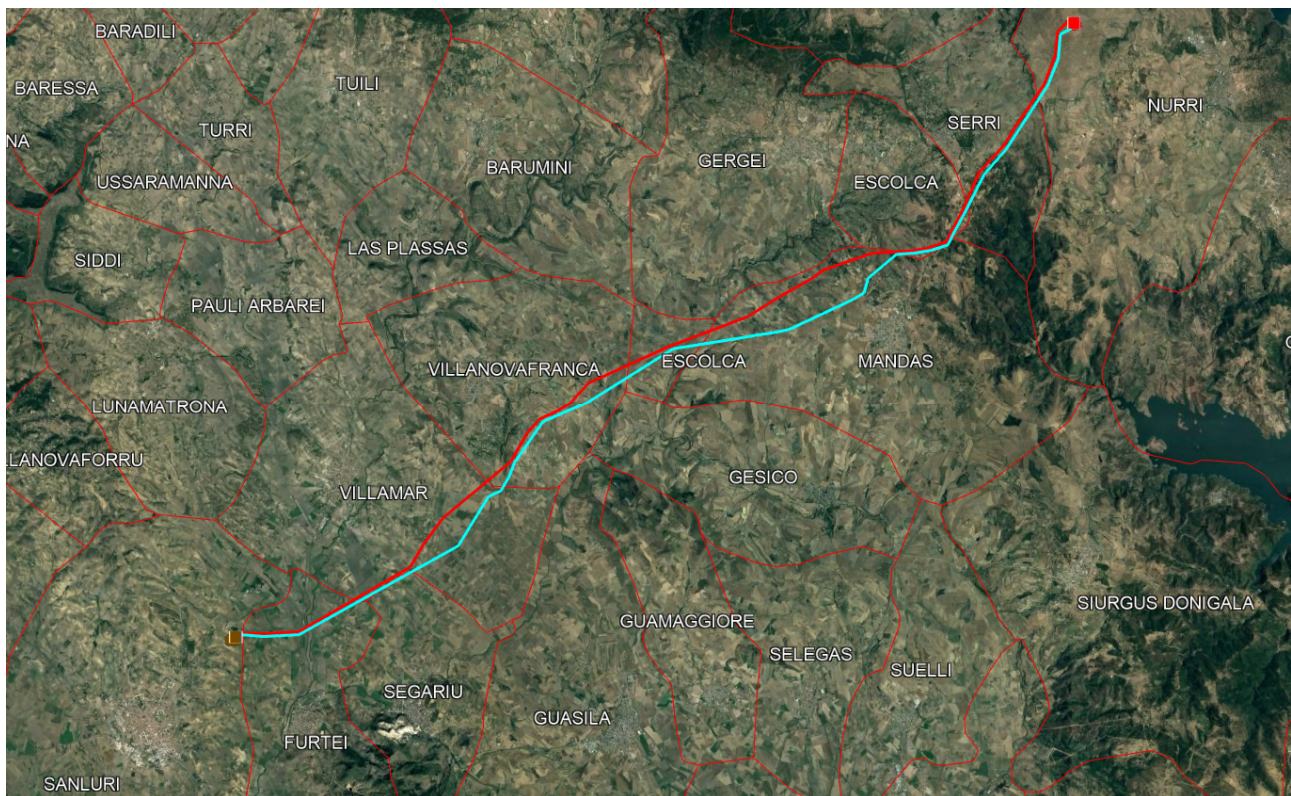 BARADILI
BARESSA
TUILI
NURRI
TURRI
SERRI
NA
BARUMINI
GERGEI
USSARAMANNA
ESCOLCA
LAS PLASSAS
SIDDI
PAULI ARBAREI
VILLANOVAFRANCA
ESCOLCA
MANDAS
LUNAMATRONA
LLANOVAFORRU
GESICO
VILLAMAR
SIURGUS DONIGALA
GUAMAGGIORE
SELEGAS
SUELLI
SEGARIU
GUASILA
FURTEI
SANLURI